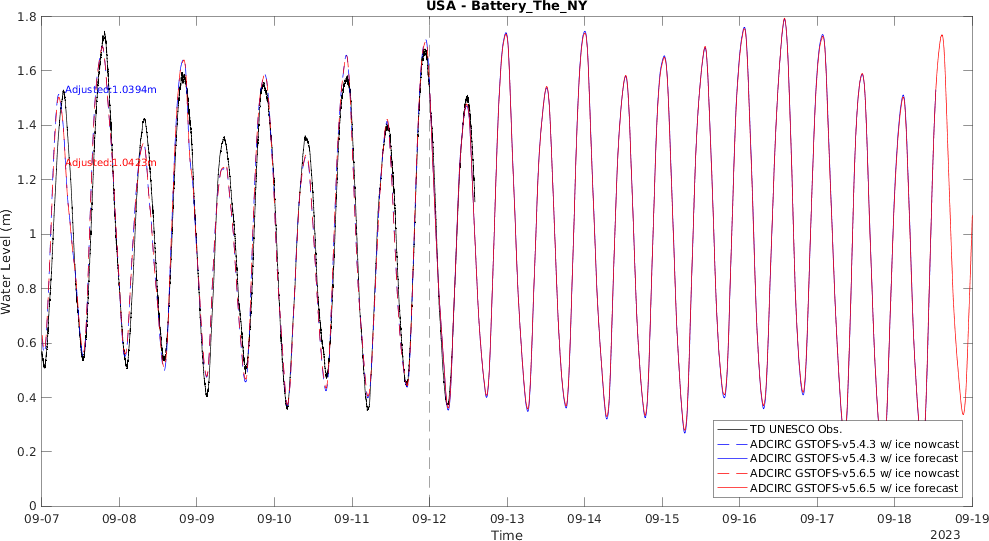 USA - Battery_The_NY
1.8
1.6
1.4
1.2
1
0.8
0.6
0.4
0.2
0
Water Level (m)
Adjusted:1.0394m
Adjusted:1.0423m
TD UNESCO Obs.
ADCIRC GSTOFS-v5.4.3 w/ ice nowcast
ADCIRC GSTOFS-v5.4.3 w/ ice forecast
ADCIRC GSTOFS-v5.6.5 w/ ice nowcast
ADCIRC GSTOFS-v5.6.5 w/ ice forecast
09-07 09-08 09-09 09-10 09-11 09-12 09-13 09-14 09-15 09-16 09-17 09-18 09-19
Time
2023